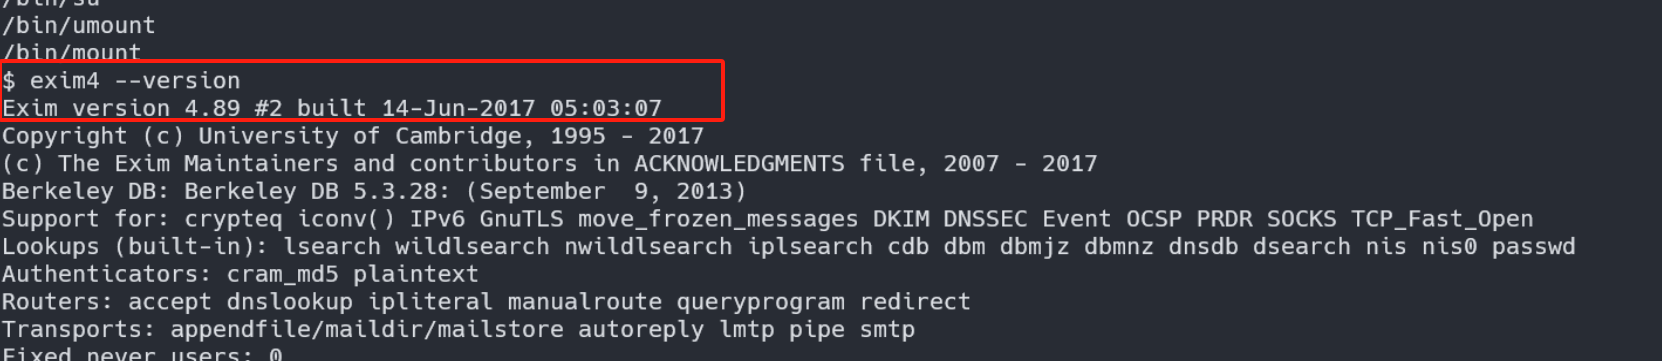 /bin/su
/bin/umount
/bin/mount
$ exim4 --version
Exim version 4.89 #2 built 14-Jun-2017 05:03:07
Copyright (c) University of Cambridge, 1995 - 2017
(c) The Exim Maintainers and contributors in ACKNOWLEDGMENTS file, 2007 - 2017
Berkeley DB: Berkeley DB 5.3.28: (September  9, 2013)
Support for: crypteq iconv() IPv6 GnuTLS move_frozen_messages DKIM DNSSEC Event OCSP PRDR SOCKS TCP_Fast_Open
Lookups (built-in): lsearch wildlsearch nwildlsearch iplsearch cdb dbm dbmjz dbmnz dnsdb dsearch nis nis0 passwd
Authenticators: cram_md5 plaintext
Routers: accept dnslookup ipliteral manualroute queryprogram redirect
Transports: appendfile/maildir/mailstore autoreply lmtp pipe smtp
Fixed never_users: 0